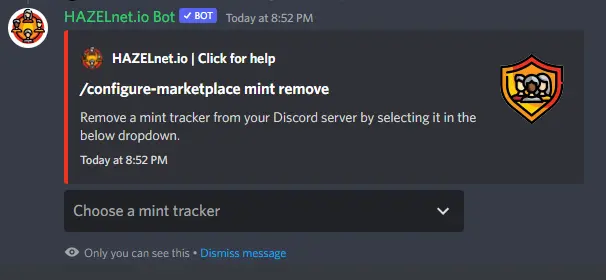 HAZELnet.io Bot ✓ BOT Today at 8:52 PM
HAZELnet.io | Click for help
/configure-marketplace mint remove
Remove a mint tracker from your Discord server by selecting it in the
below dropdown.
Today at 8:52 PM
Choose a mint tracker
Only you can see this • Dismiss message